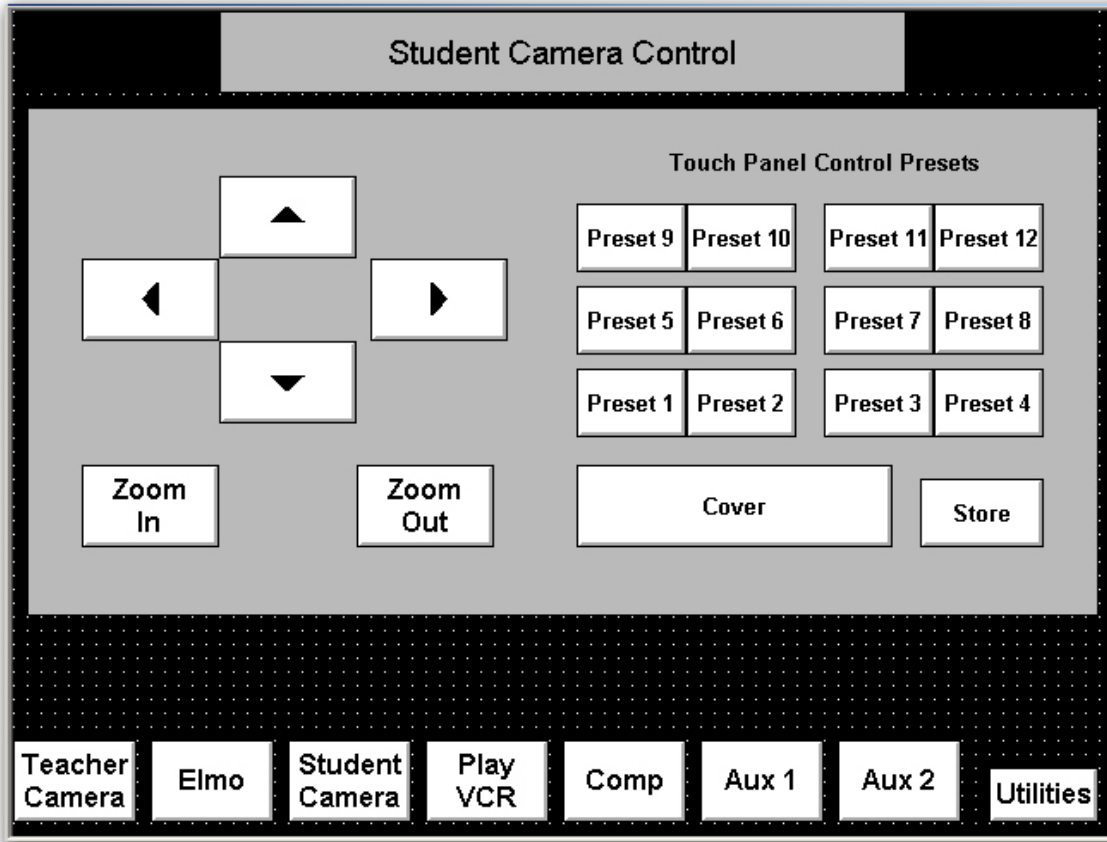 Student Camera Control
Touch Panel Control Presets
Preset 9 Preset 10 Preset 11 Preset 12
Preset 5 Preset 6 Preset 7 Preset 8
Preset 1 Preset 2 Preset 3 Preset 4
Zoom
In
Zoom
Out
Cover
Store
Teacher
Camera
Elmo
Student
Camera
Play
VCR
Comp
Aux 1
Aux 2
Utilities